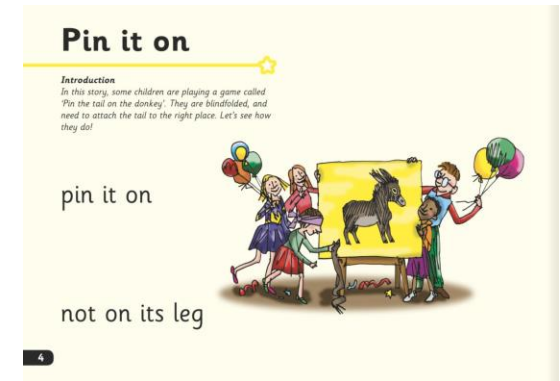 Pin it on
Introduction
In this story, some children are playing a game called
'Pin the tail on the donkey'. They are blindfolded, and
need to attach the tail to the right place. Let's see how
they do!
pin it on
not on its leg
4